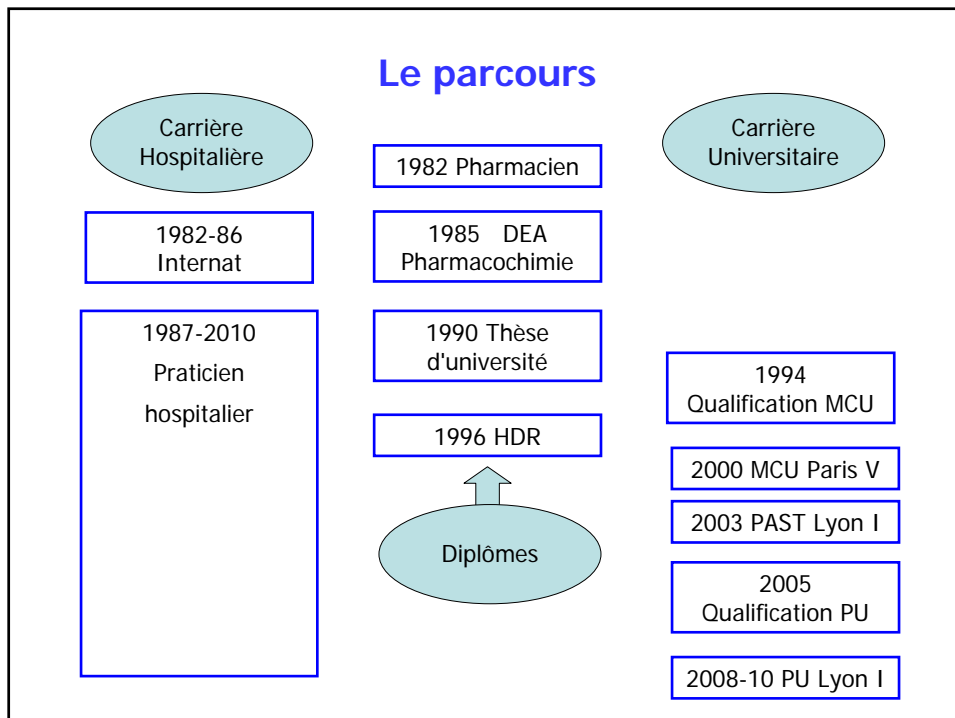 Le parcours
Carrière
Hospitalière
1982-86
Internat
1987-2010
Praticien
hospitalier
1982 Pharmacien
1985 DEA
Pharmacochimie
1990 Thèse
d'université
1996 HDR
Diplômes
Carrière
Universitaire
1994
Qualification MCU
2000 MCU Paris V
2003 PAST Lyon I
2005
Qualification PU
2008-10 PU Lyon I